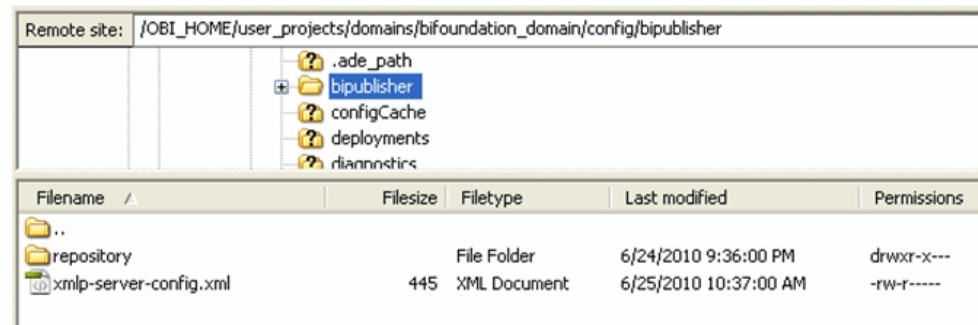 Remote site: /OBI_HOME/user_projects/domains/bifoundation_domain/config/bipublisher
.ade_path
bipublisher
configCache
deployments
diagnostics
Filename Filesize Filetype Last modified Permissions
..
repository File Folder 6/24/2010 9:36:00 PM drwxr-x---
xmlp-server-config.xml 445 XML Document 6/25/2010 10:37:00 AM -rw-r-----